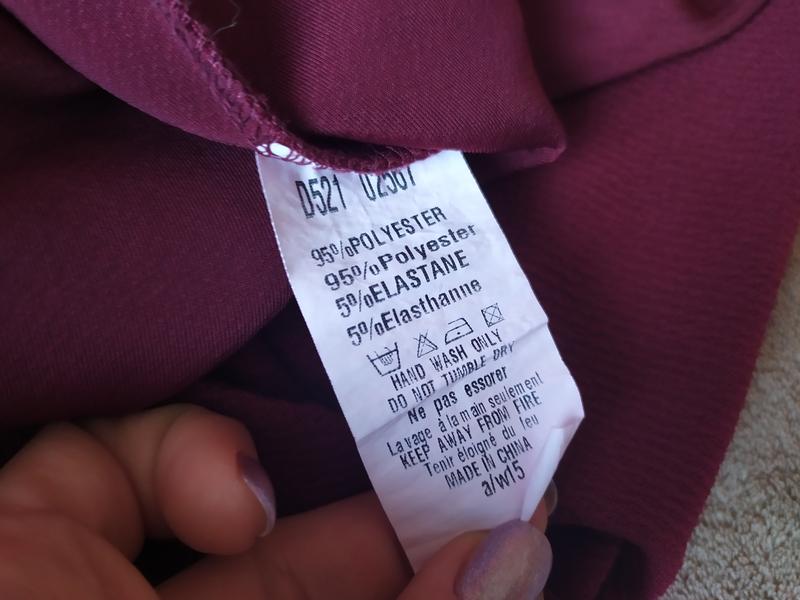 D521 02567
95%POLYESTER
95%Polyester
5%ELASTANE
5%Elasthanne
HAND WASH ONLY
DO NOT TUMBLE DRY
Ne pas essorer
Lavage à la main seulement
KEEP AWAY FROM FIRE
Tenir éloigné du feu
MADE IN CHINA
a/w15